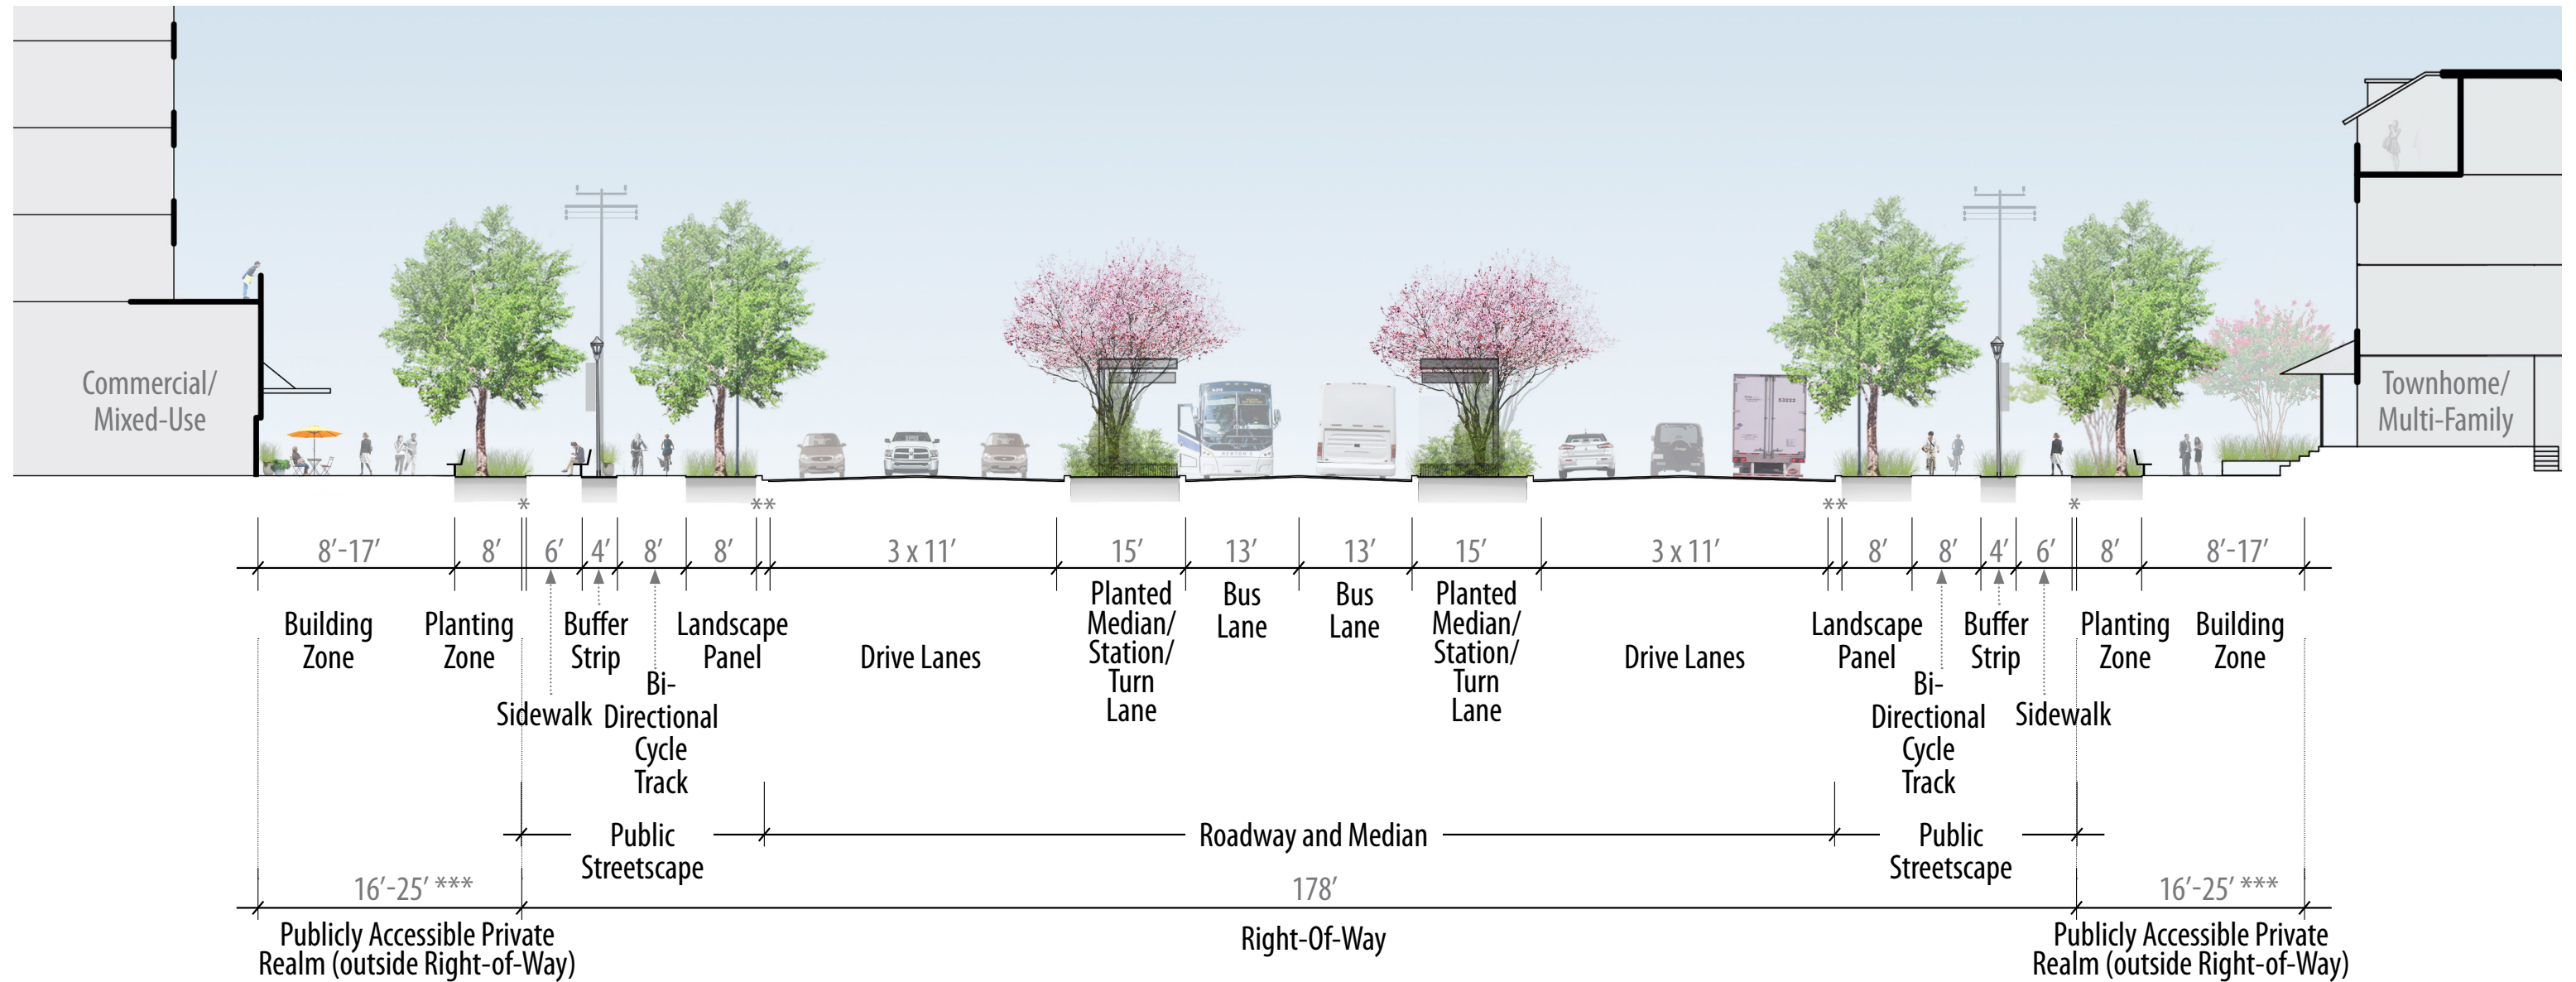 Commercial/
Mixed-Use
Townhome/
Multi-Family
* ** ** *
8′-17′ 8′ 6′ 4′ 8′ 8′ 3 x 11′ 15′ 13′ 13′ 15′ 3 x 11′ 8′ 8′ 4′ 6′ 8′ 8′-17′
Building
Zone
Planting
Zone
Sidewalk
Buffer
Strip
Bi-
Directional
Cycle
Track
Landscape
Panel
Drive Lanes
Planted
Median/
Station/
Turn
Lane
Bus
Lane
Bus
Lane
Planted
Median/
Station/
Turn
Lane
Drive Lanes
Landscape
Panel
Bi-
Directional
Cycle
Track
Buffer
Strip
Sidewalk
Planting
Zone
Building
Zone
Public
Streetscape
Roadway and Median
Public
Streetscape
16′-25′ *** 178′ 16′-25′ ***
Publicly Accessible Private
Realm (outside Right-of-Way)
Right-Of-Way
Publicly Accessible Private
Realm (outside Right-of-Way)